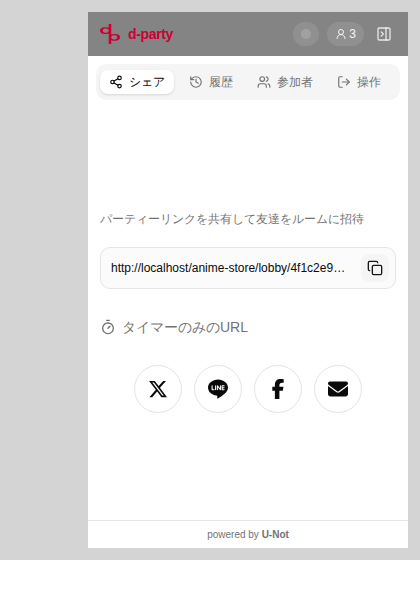 d-party
3
シェア
履歴
参加者
操作
パーティーリンクを共有して友達をルームに招待
http://localhost/anime-store/lobby/4f1c2e9…
タイマーのみのURL
LINE
powered by U-Not